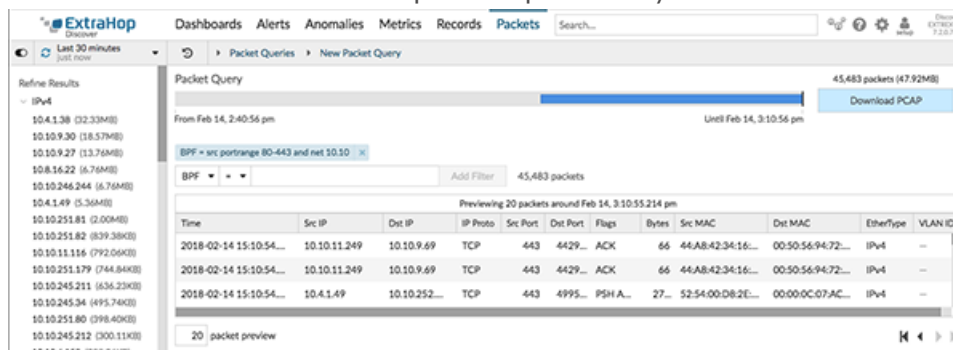 ExtraHop
Discover
Dashboards Alerts Anomalies Metrics Records Packets Search...
setup
Last 30 minutes
just now
Packet Queries New Packet Query
Refine Results
IPv4
10.4.1.38 (32.33MB)
10.10.9.30 (18.57MB)
10.10.9.27 (13.76MB)
10.8.16.22 (6.76MB)
10.10.246.244 (6.76MB)
10.4.1.49 (5.36MB)
10.10.251.81 (2.00MB)
10.10.251.82 (839.38KB)
10.10.11.116 (792.06KB)
10.10.251.179 (744.84KB)
10.10.245.211 (636.23KB)
10.10.245.34 (495.74KB)
10.10.251.80 (398.40KB)
10.10.245.212 (300.11KB)
Packet Query
45,483 packets (47.92MB)
Download PCAP
From Feb 14, 2:40:56 pm Until Feb 14, 3:10:56 pm
BPF = src portrange 80-443 and net 10.10 ×
BPF = Add Filter 45,483 packets
Previewing 20 packets around Feb 14, 3:10:55.214 pm
Time Src IP Dst IP IP Proto Src Port Dst Port Flags Bytes Src MAC Dst MAC EtherType VLAN ID
2018-02-14 15:10:54.... 10.10.11.249 10.10.9.69 TCP 443 4429... ACK 66 44:A8:42:34:16:... 00:50:56:94:72:... IPv4 --
2018-02-14 15:10:54.... 10.10.11.249 10.10.9.69 TCP 443 4429... ACK 66 44:A8:42:34:16:... 00:50:56:94:72:... IPv4 --
2018-02-14 15:10:54.... 10.4.1.49 10.10.252.... TCP 443 4995... PSH A... 27... 52:54:00:D8:2E:... 00:00:0C:07:AC... IPv4 --
20 packet preview